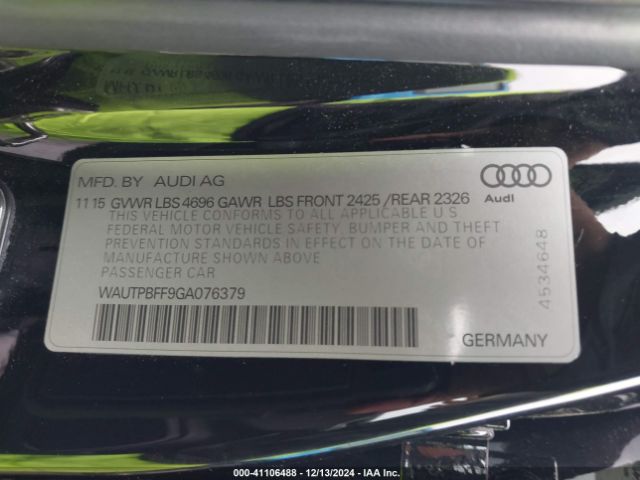 MFD. BY AUDI AG
Audi
11 15 GVWR LBS 4696 GAWR LBS FRONT 2425 / REAR 2326
THIS VEHICLE CONFORMS TO ALL APPLICABLE U S
FEDERAL MOTOR VEHICLE SAFETY, BUMPER AND THEFT
PREVENTION STANDARDS IN EFFECT ON THE DATE OF
MANUFACTURE SHOWN ABOVE
PASSENGER CAR
WAUTPBFF9GA076379
4534648
GERMANY
000-41106488 - 12/13/2024 - IAA Inc.